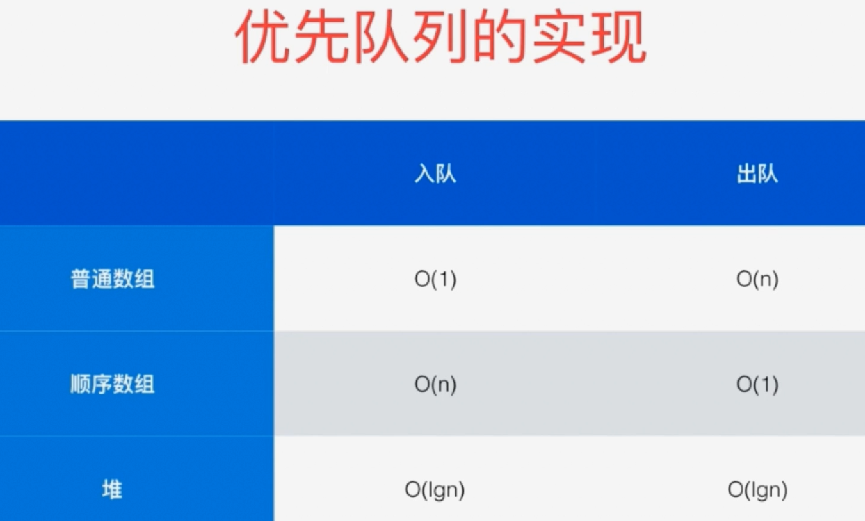 优先队列的实现
入队 出队
普通数组 O(1) O(n)
顺序数组 O(n) O(1)
堆 O(lgn) O(lgn)